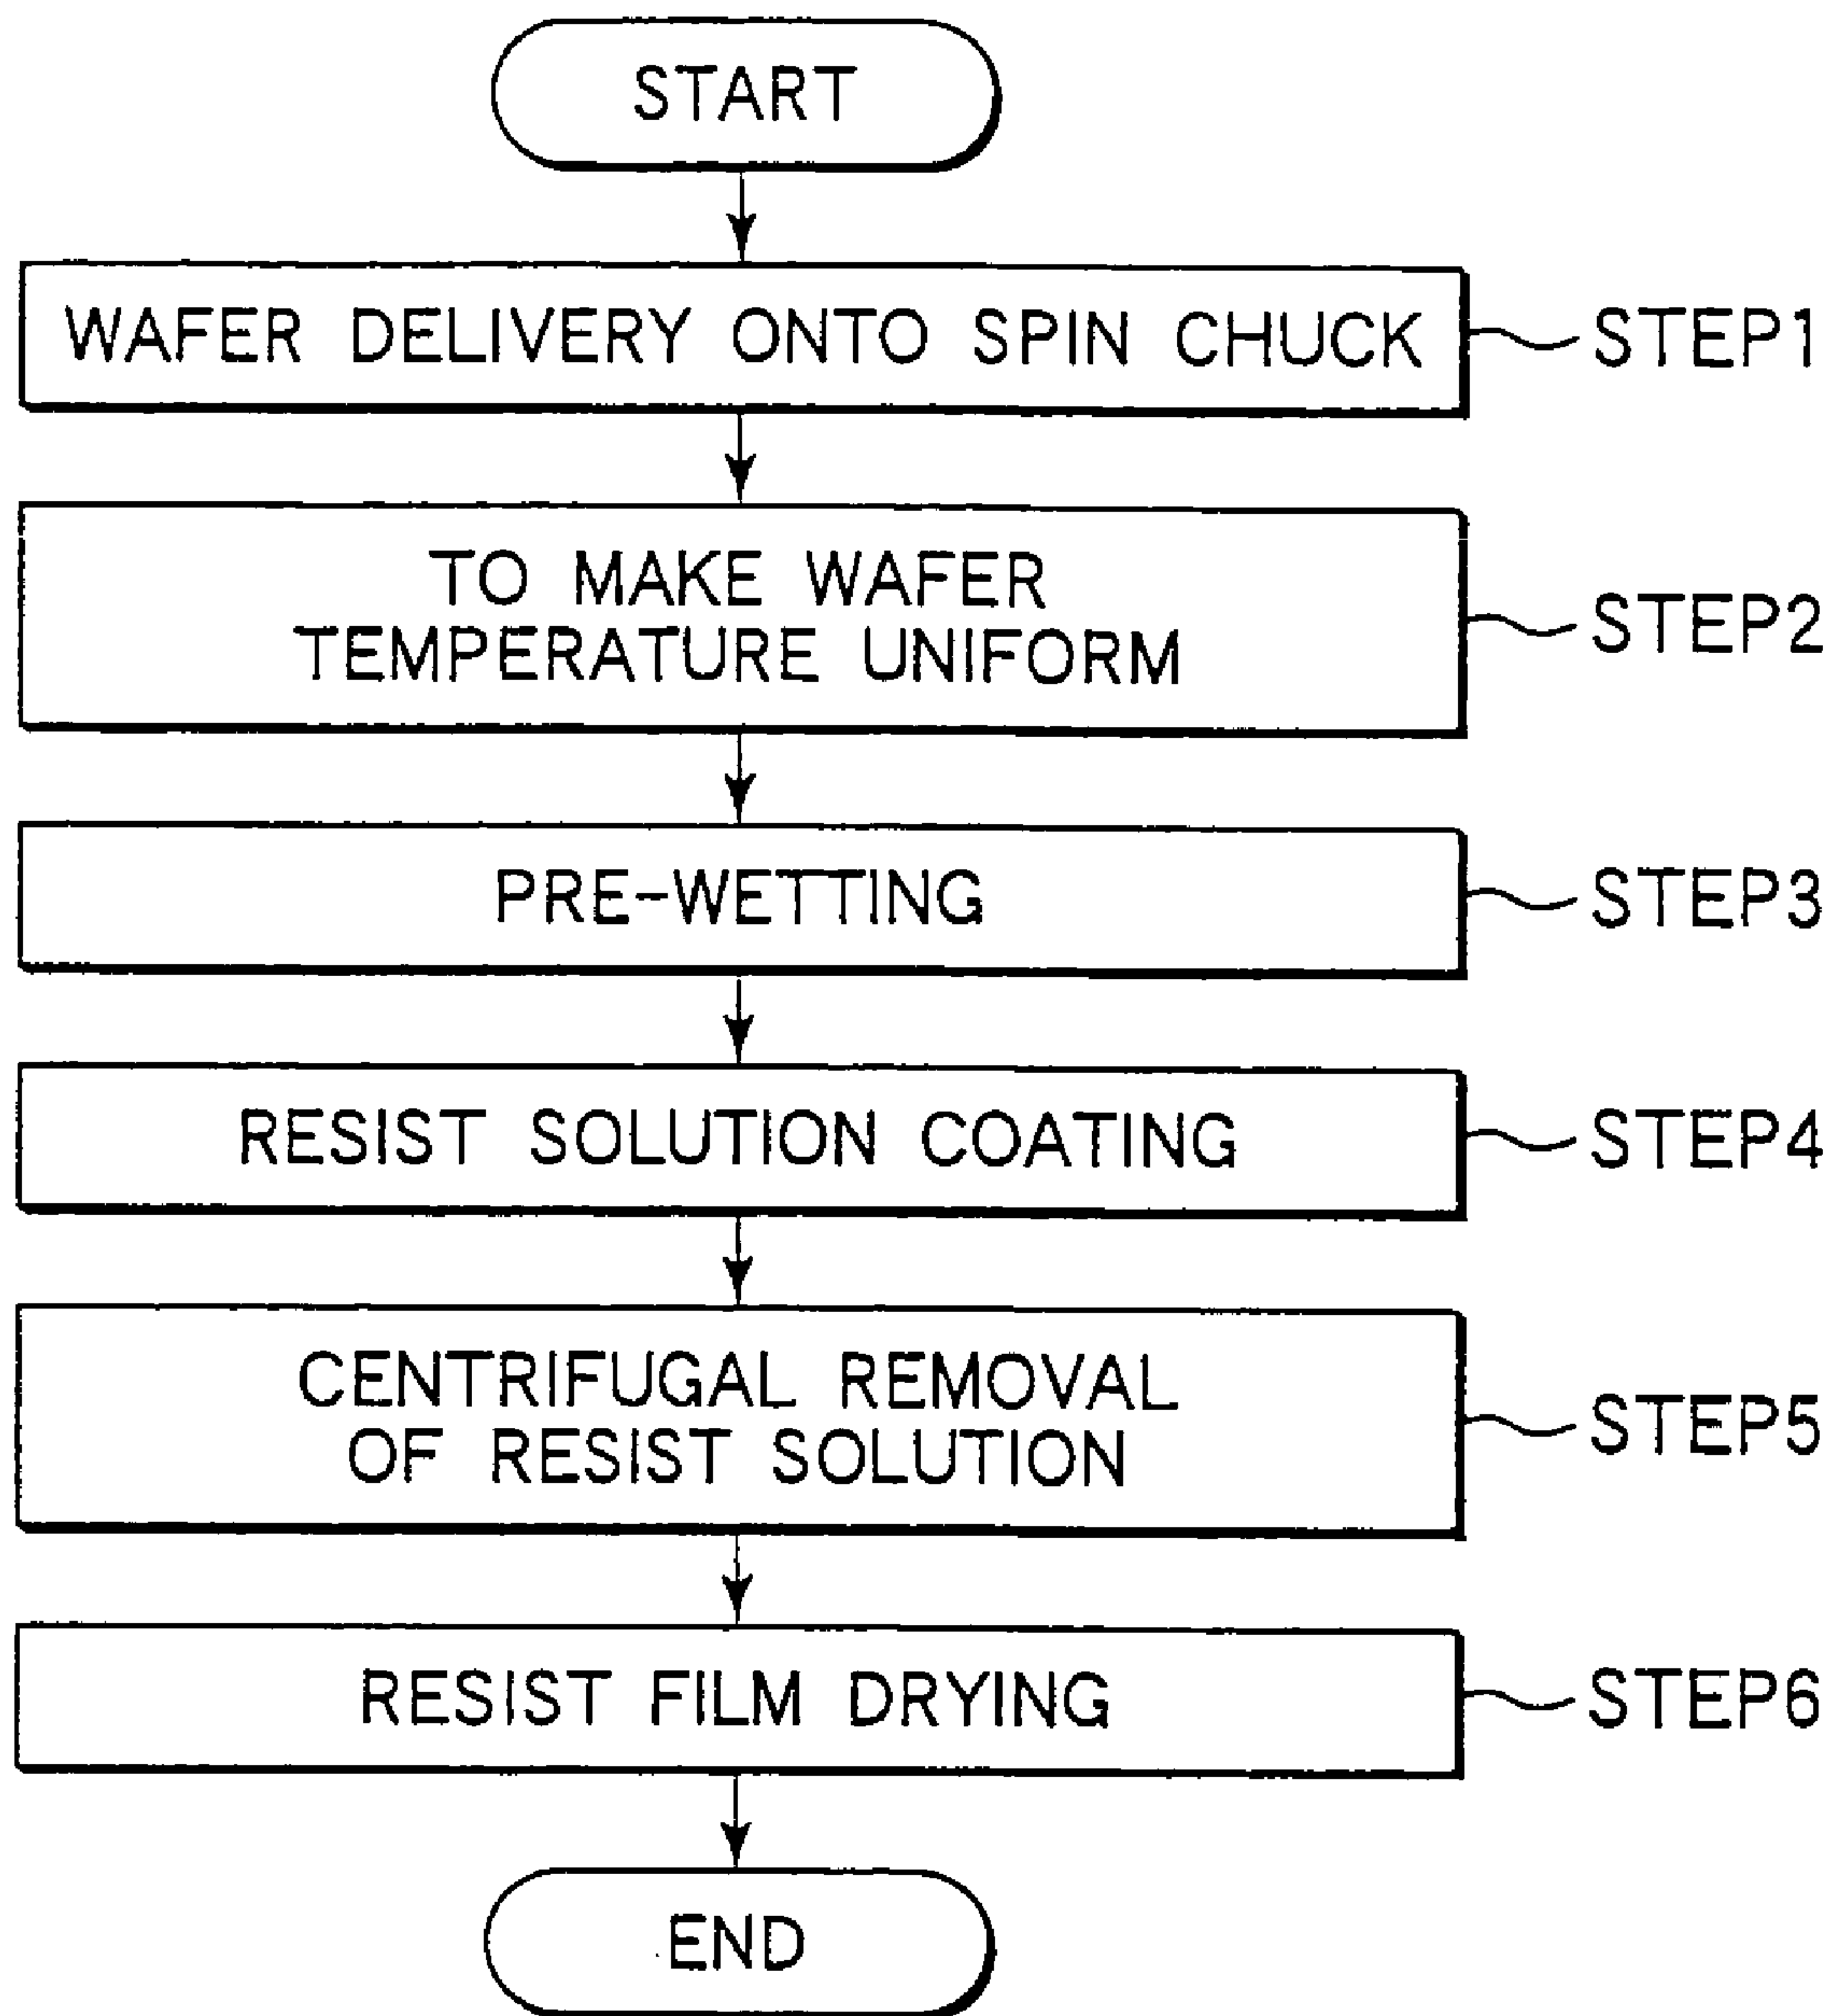 START
WAFER DELIVERY ONTO SPIN CHUCK
STEP1
TO MAKE WAFER
TEMPERATURE UNIFORM
STEP2
PRE-WETTING
STEP3
RESIST SOLUTION COATING
STEP4
CENTRIFUGAL REMOVAL
OF RESIST SOLUTION
STEP5
RESIST FILM DRYING
STEP6
END